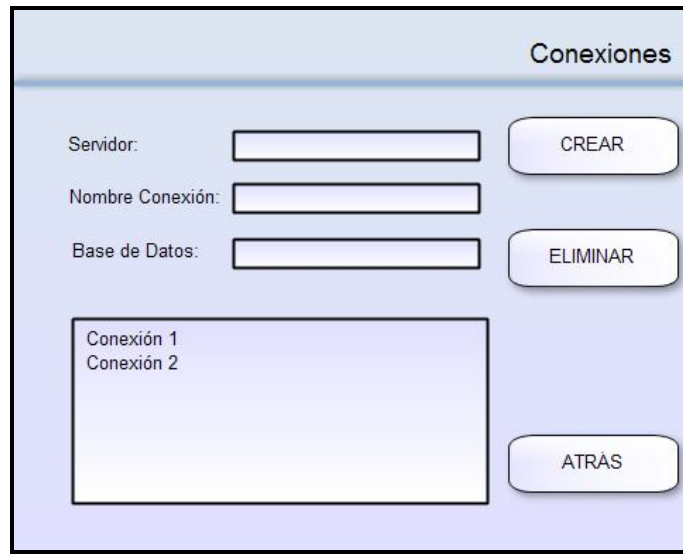 Conexiones
Servidor:
CREAR
Nombre Conexión:
Base de Datos:
ELIMINAR
Conexión 1
Conexión 2
ATRÀS